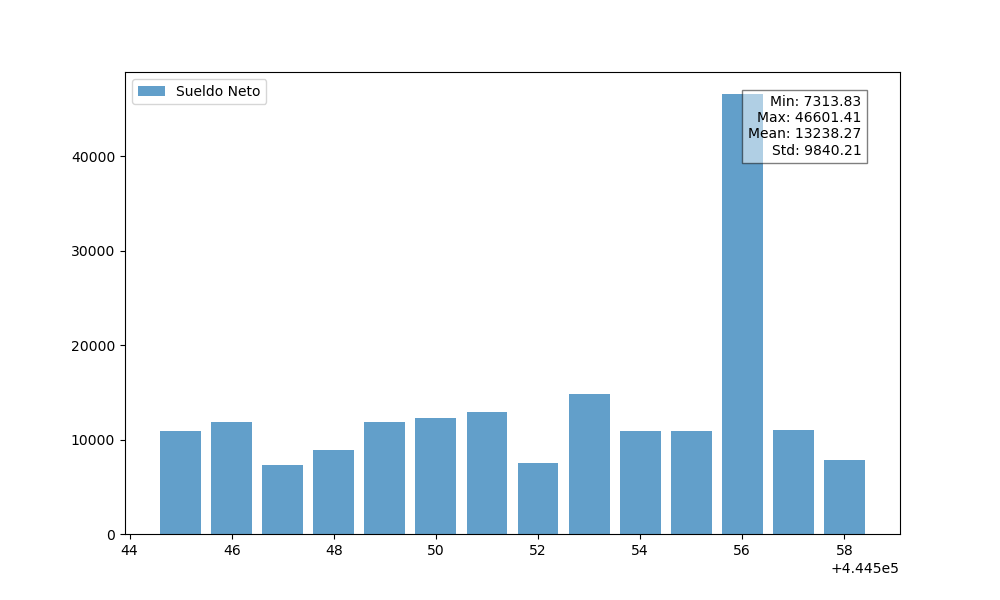 Sueldo Neto
Min: 7313.83
Max: 46601.41
Mean: 13238.27
Std: 9840.21
40000
30000
20000
10000
0
44 46 48 50 52 54 56 58
+4.445e5